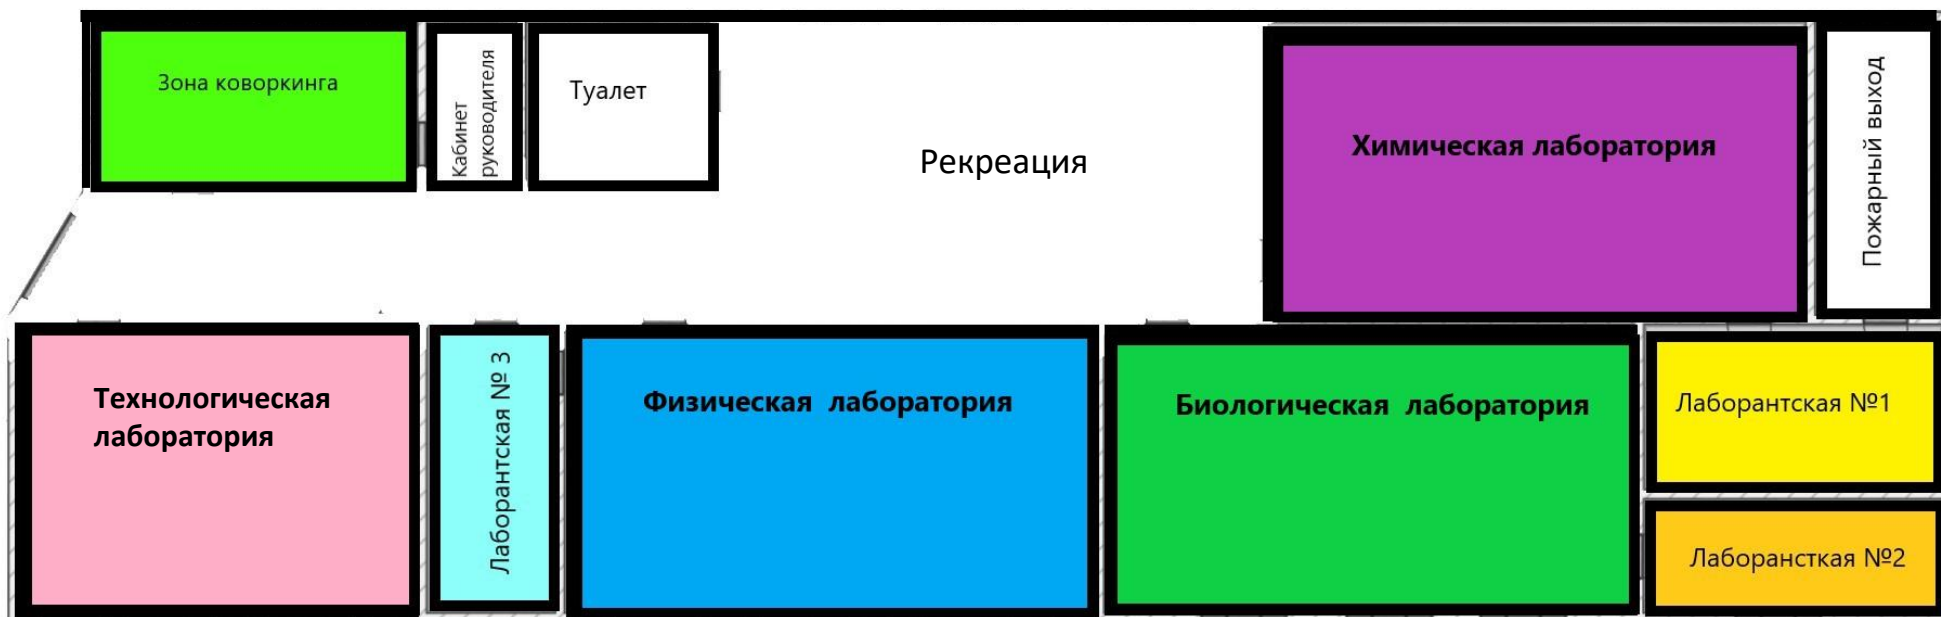 Зона коворкинга
Кабинет
руководителя
Туалет
Рекреация
Химическая лаборатория
Пожарный выход
Технологическая
лаборатория
Лаборантская № 3
Физическая  лаборатория
Биологическая  лаборатория
Лаборантская №1
Лаборансткая №2